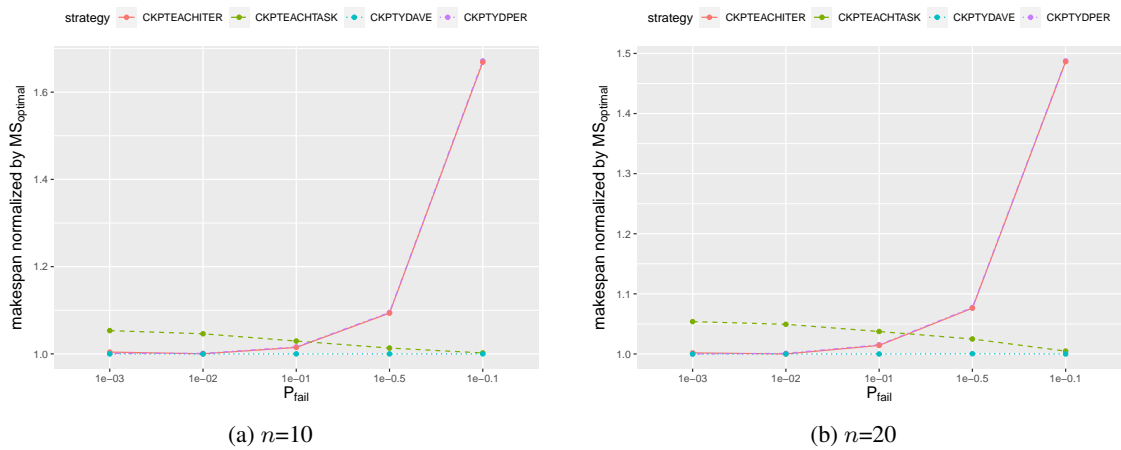 strategy CKPTEACHITER CKPTEACHTASK CKPTYDAVE CKPTYDPER
makespan normalized by MSoptimal
1.6
1.4
1.2
1.0
1e−03 1e−02 1e−01 1e−0.5 1e−0.1
Pfail
(a) n=10
strategy CKPTEACHITER CKPTEACHTASK CKPTYDAVE CKPTYDPER
makespan normalized by MSoptimal
1.5
1.4
1.3
1.2
1.1
1.0
1e−03 1e−02 1e−01 1e−0.5 1e−0.1
Pfail
(b) n=20